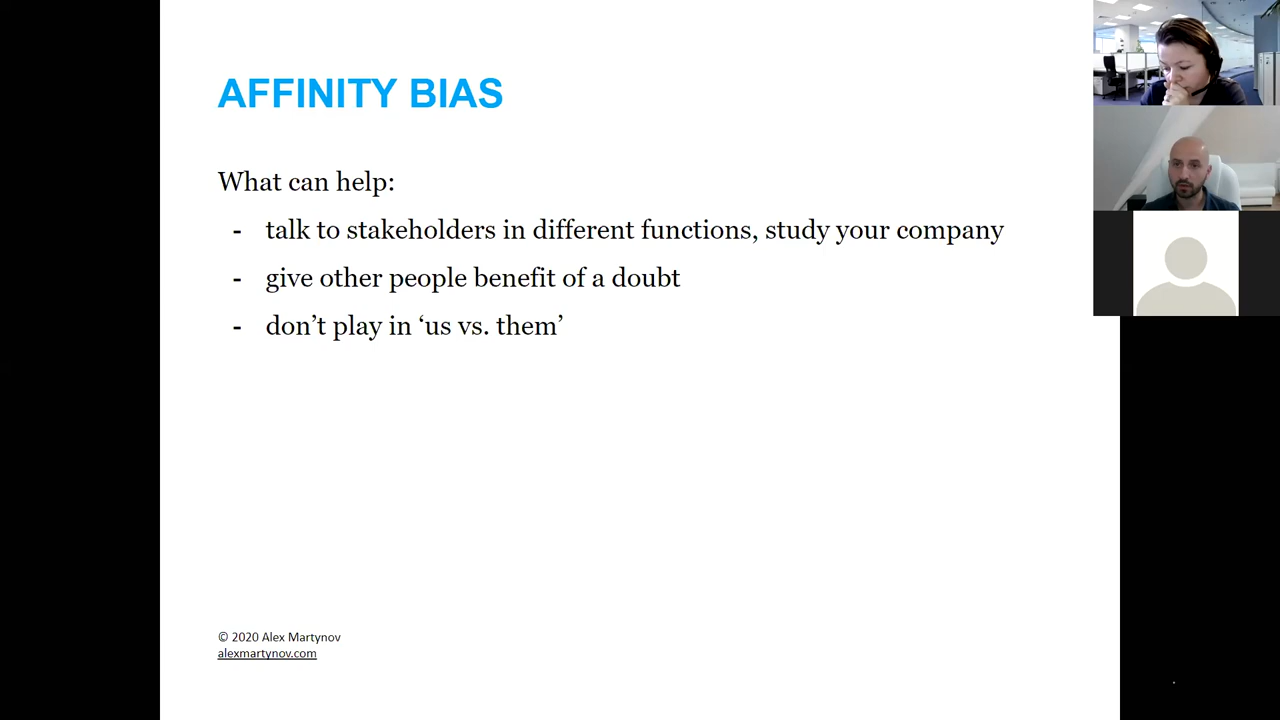 AFFINITY BIAS
What can help:
- talk to stakeholders in different functions, study your company
- give other people benefit of a doubt
- don’t play in ‘us vs. them’
© 2020 Alex Martynov
alexmartynov.com